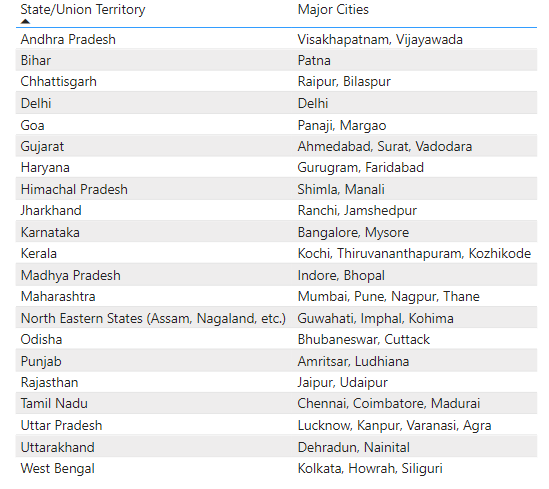 State/Union Territory Major Cities
Andhra Pradesh Visakhapatnam, Vijayawada
Bihar Patna
Chhattisgarh Raipur, Bilaspur
Delhi Delhi
Goa Panaji, Margao
Gujarat Ahmedabad, Surat, Vadodara
Haryana Gurugram, Faridabad
Himachal Pradesh Shimla, Manali
Jharkhand Ranchi, Jamshedpur
Karnataka Bangalore, Mysore
Kerala Kochi, Thiruvananthapuram, Kozhikode
Madhya Pradesh Indore, Bhopal
Maharashtra Mumbai, Pune, Nagpur, Thane
North Eastern States (Assam, Nagaland, etc.) Guwahati, Imphal, Kohima
Odisha Bhubaneswar, Cuttack
Punjab Amritsar, Ludhiana
Rajasthan Jaipur, Udaipur
Tamil Nadu Chennai, Coimbatore, Madurai
Uttar Pradesh Lucknow, Kanpur, Varanasi, Agra
Uttarakhand Dehradun, Nainital
West Bengal Kolkata, Howrah, Siliguri